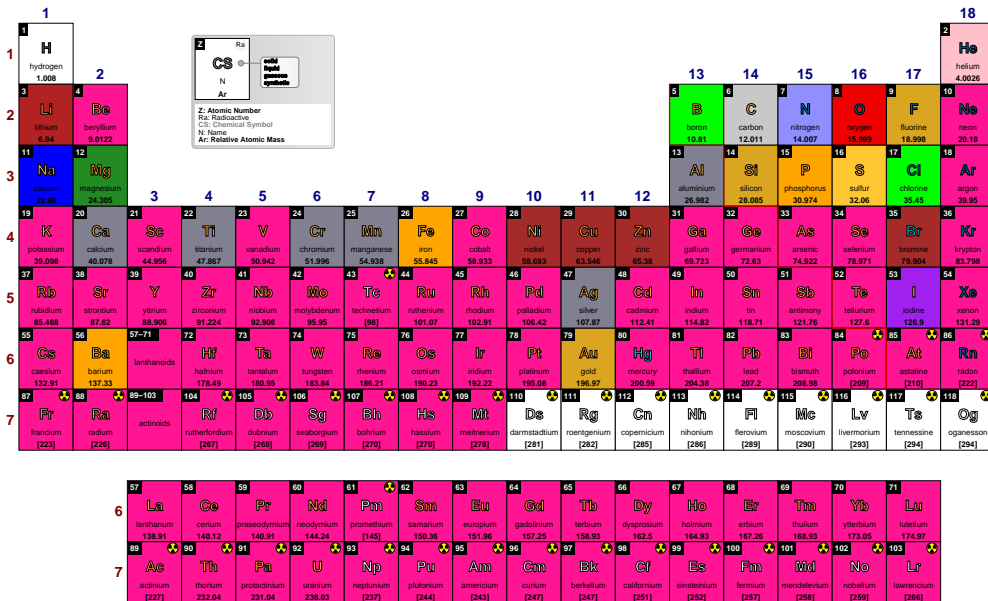 1 18
1 2
1 H He
hydrogen helium
1.008 4.0026
Z Ra
CS
N
Ar
solid
liquid
gaseous
synthetic
Z: Atomic Number
Ra: Radioactive
CS: Chemical Symbol
N: Name
Ar: Relative Atomic Mass
2 13 14 15 16 17
3 4 5 6 7 8 9 10
2 Li Be B C N O F Ne
lithium beryllium boron carbon nitrogen oxygen fluorine neon
6.94 9.0122 10.81 12.011 14.007 15.999 18.998 20.18
11 12 13 14 15 16 17 18
3 Na Mg Al Si P S Cl Ar
sodium magnesium aluminium silicon phosphorus sulfur chlorine argon
22.99 24.305 26.982 28.085 30.974 32.06 35.45 39.95
3 4 5 6 7 8 9 10 11 12
19 20 21 22 23 24 25 26 27 28 29 30 31 32 33 34 35 36
4 K Ca Sc Ti V Cr Mn Fe Co Ni Cu Zn Ga Ge As Se Br Kr
potassium calcium scandium titanium vanadium chromium manganese iron cobalt nickel copper zinc gallium germanium arsenic selenium bromine krypton
39.098 40.078 44.956 47.867 50.942 51.996 54.938 55.845 58.933 58.693 63.546 65.38 69.723 72.63 74.922 78.971 79.904 83.798
37 38 39 40 41 42 43 44 45 46 47 48 49 50 51 52 53 54
5 Rb Sr Y Zr Nb Mo Tc Ru Rh Pd Ag Cd In Sn Sb Te I Xe
rubidium strontium yttrium zirconium niobium molybdenum technetium ruthenium rhodium palladium silver cadmium indium tin antimony tellurium iodine xenon
85.468 87.62 88.906 91.224 92.906 95.95 [98] 101.07 102.91 106.42 107.87 112.41 114.82 118.71 121.76 127.6 126.9 131.29
55 56 57–71 72 73 74 75 76 77 78 79 80 81 82 83 84 85 86
6 Cs Ba lanthanoids Hf Ta W Re Os Ir Pt Au Hg Tl Pb Bi Po At Rn
caesium barium hafnium tantalum tungsten rhenium osmium iridium platinum gold mercury thallium lead bismuth polonium astatine radon
132.91 137.33 178.49 180.95 183.84 186.21 190.23 192.22 195.08 196.97 200.59 204.38 207.2 208.98 [209] [210] [222]
87 88 89–103 104 105 106 107 108 109 110 111 112 113 114 115 116 117 118
7 Fr Ra actinoids Rf Db Sg Bh Hs Mt Ds Rg Cn Nh Fl Mc Lv Ts Og
francium radium rutherfordium dubnium seaborgium bohrium hassium meitnerium darmstadtium roentgenium copernicium nihonium flerovium moscovium livermorium tennessine oganesson
[223] [226] [267] [268] [269] [270] [270] [278] [281] [282] [285] [286] [289] [290] [293] [294] [294]
57 58 59 60 61 62 63 64 65 66 67 68 69 70 71
6 La Ce Pr Nd Pm Sm Eu Gd Tb Dy Ho Er Tm Yb Lu
lanthanum cerium praseodymium neodymium promethium samarium europium gadolinium terbium dysprosium holmium erbium thulium ytterbium lutetium
138.91 140.12 140.91 144.24 [145] 150.36 151.96 157.25 158.93 162.5 164.93 167.26 168.93 173.05 174.97
89 90 91 92 93 94 95 96 97 98 99 100 101 102 103
7 Ac Th Pa U Np Pu Am Cm Bk Cf Es Fm Md No Lr
actinium thorium protactinium uranium neptunium plutonium americium curium berkelium californium einsteinium fermium mendelevium nobelium lawrencium
[227] 232.04 231.04 238.03 [237] [244] [243] [247] [247] [251] [252] [257] [258] [259] [266]